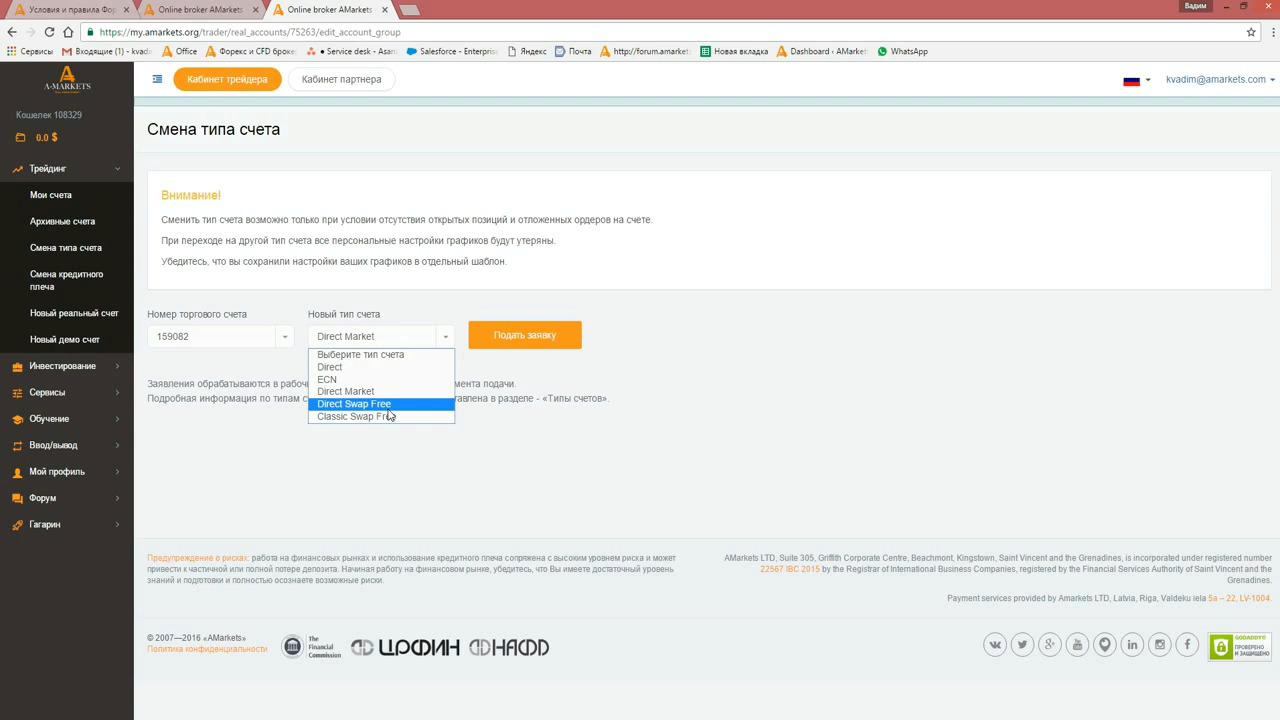 Условия и правила Фор
Online broker AMarkets
Online broker AMarkets
Вадим
https://my.amarkets.org/trader/real_accounts/75263/edit_account_group
Сервисы
Входящие (1) - kvadi
Office
Форекс и CFD брокер
• Service desk - Asan
Salesforce - Enterpris
Яндекс
Почта
http://forum.amarket
Новая вкладка
Dashboard ‹ AMarket
WhatsApp
A-MARKETS
Кабинет трейдера
Кабинет партнера
kvadim@amarkets.com
Кошелек 108329
0.0 $
Трейдинг
Мои счета
Архивные счета
Смена типа счета
Смена кредитного
плеча
Новый реальный счет
Новый демо счет
Инвестирование
Сервисы
Обучение
Ввод/вывод
Мой профиль
Форум
Гагарин
Смена типа счета
Внимание!
Сменить тип счета возможно только при условии отсутствия открытых позиций и отложенных ордеров на счете.
При переходе на другой тип счета все персональные настройки графиков будут утеряны.
Убедитесь, что вы сохранили настройки ваших графиков в отдельный шаблон.
Номер торгового счета
Новый тип счета
159082
Direct Market
Подать заявку
Выберите тип счета
Direct
ECN
Direct Market
Direct Swap Free
Classic Swap Free
Заявления обрабатываются в рабоч мента подачи.
Подробная информация по типам с тавлена в разделе - «Типы счетов».
Предупреждение о рисках: работа на финансовых рынках и использование кредитного плеча сопряжена с высоким уровнем риска и может
привести к частичной или полной потере депозита. Начиная работу на финансовом рынке, убедитесь, что Вы имеете достаточный уровень
знаний и подготовки и полностью осознаете возможные риски.
AMarkets LTD, Suite 305, Griffith Corporate Centre, Beachmont, Kingstown, Saint Vincent and the Grenadines, is incorporated under registered number
22567 IBC 2015 by the Registrar of International Business Companies, registered by the Financial Services Authority of Saint Vincent and the
Grenadines.
Payment services provided by Amarkets LTD, Latvia, Riga, Valdeku iela 5a – 22, LV-1004.
© 2007—2016 «AMarkets»
Политика конфиденциальности
The
Financial
Commission
ЦРФИН
НАФД
GODADDY
ПРОВЕРЕНО
И ЗАЩИЩЕНО